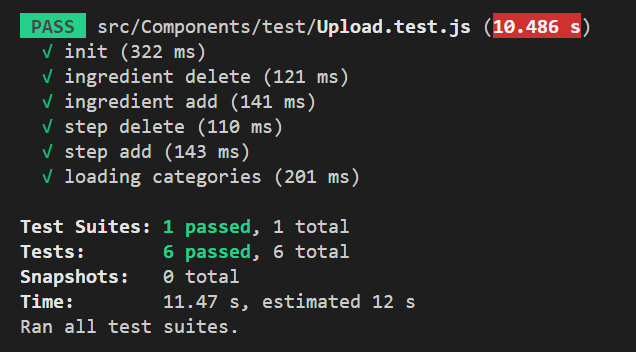 PASS src/Components/test/Upload.test.js (10.486 s)
√ init (322 ms)
√ ingredient delete (121 ms)
√ ingredient add (141 ms)
√ step delete (110 ms)
√ step add (143 ms)
√ loading categories (201 ms)
Test Suites: 1 passed, 1 total
Tests: 6 passed, 6 total
Snapshots: 0 total
Time: 11.47 s, estimated 12 s
Ran all test suites.